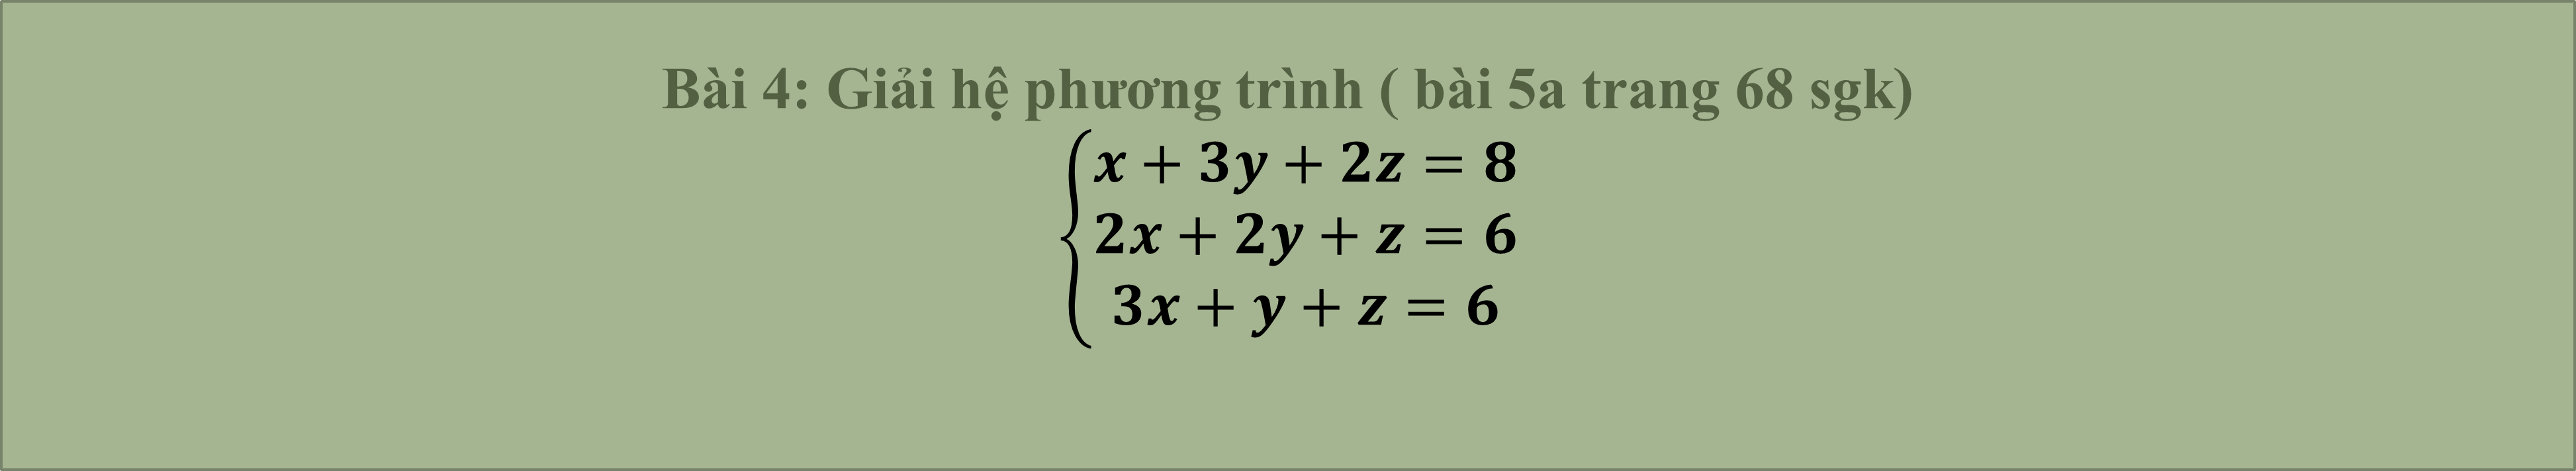 Bài 4: Giải hệ phương trình ( bài 5a trang 68 sgk)
x + 3y + 2z = 8
2x + 2y + z = 6
3x + y + z = 6